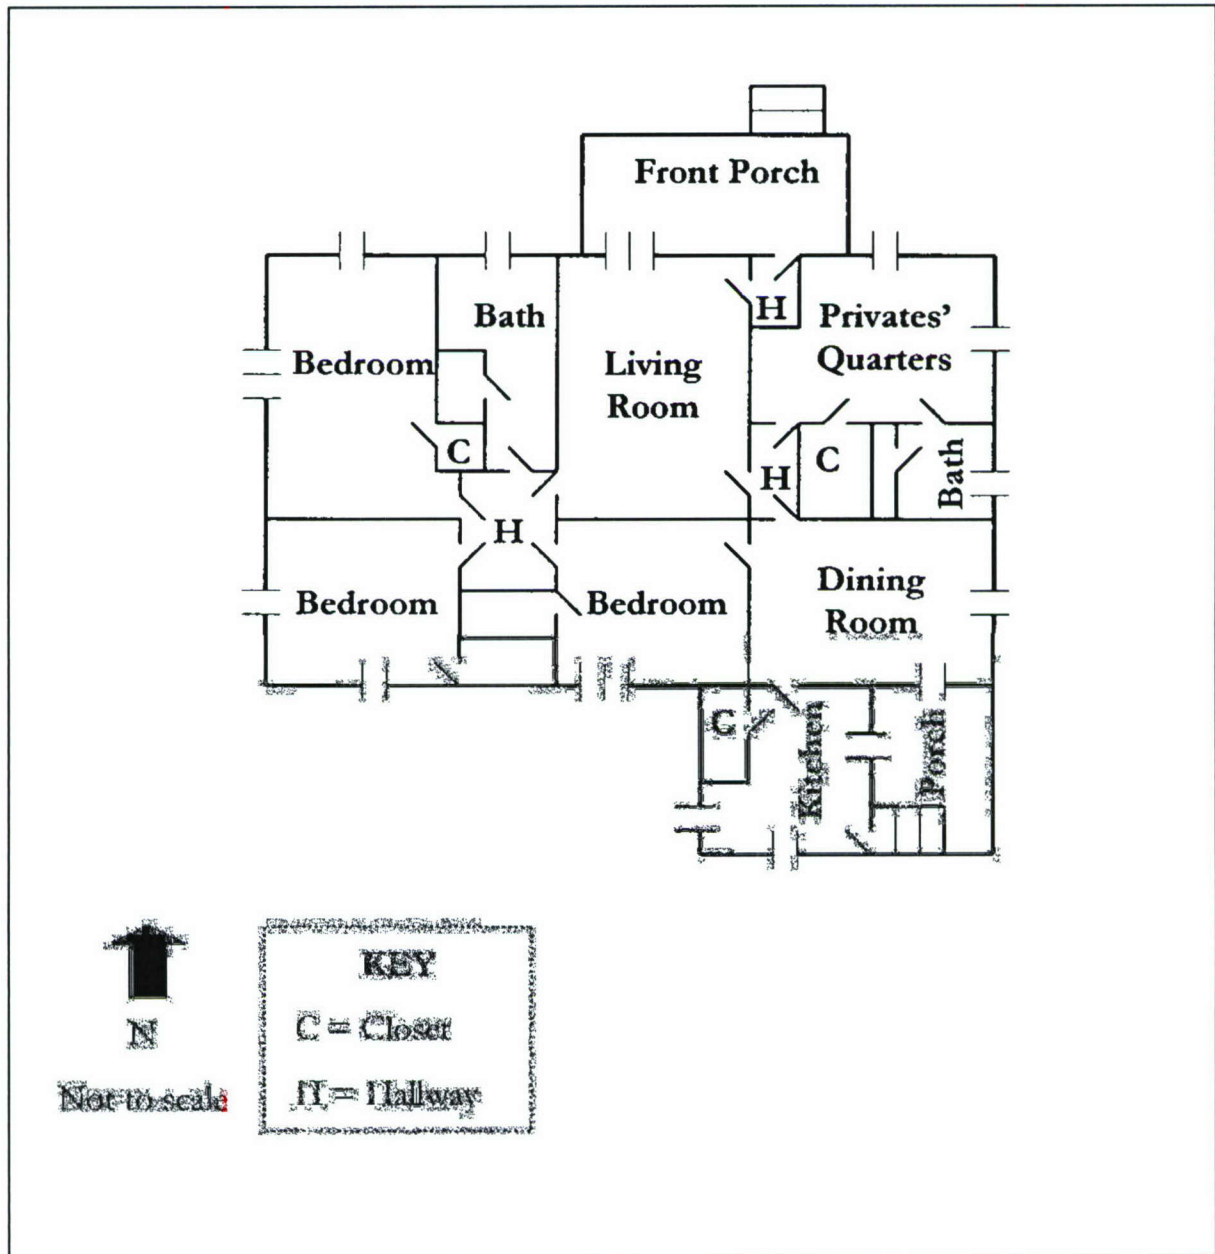 Front Porch
Bath
H
Privates'
Quarters
Bedroom
Living
Room
C
H
C
Bath
H
Bedroom
Bedroom
Dining
Room
C
Kitchen
Porch
KEY
C = Closet
H = Hallway
N
Not to scale